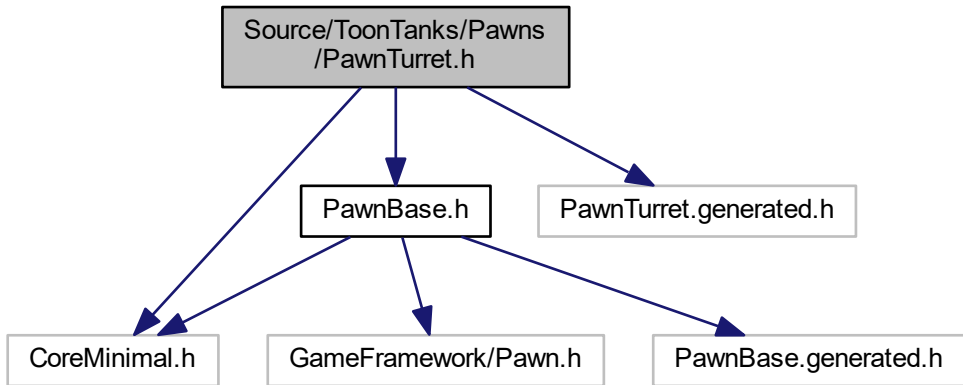 Source/ToonTanks/Pawns
/PawnTurret.h
PawnBase.h
PawnTurret.generated.h
CoreMinimal.h
GameFramework/Pawn.h
PawnBase.generated.h